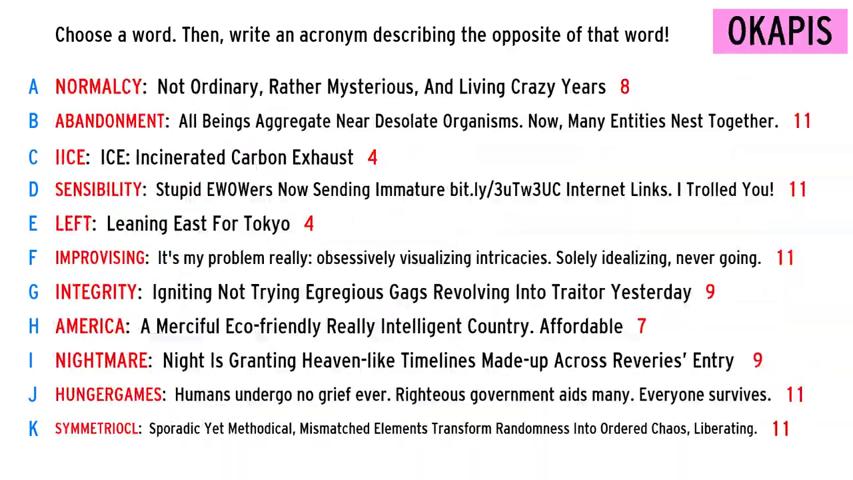 Choose a word. Then, write an acronym describing the opposite of that word!
OKAPIS
A NORMALCY: Not Ordinary, Rather Mysterious, And Living Crazy Years 8
B ABANDONMENT: All Beings Aggregate Near Desolate Organisms. Now, Many Entities Nest Together. 11
C IICE: ICE: Incinerated Carbon Exhaust 4
D SENSIBILITY: Stupid EWOWers Now Sending Immature bit.ly/3uTw3UC Internet Links. I Trolled You! 11
E LEFT: Leaning East For Tokyo 4
F IMPROVISING: It's my problem really: obsessively visualizing intricacies. Solely idealizing, never going. 11
G INTEGRITY: Igniting Not Trying Egregious Gags Revolving Into Traitor Yesterday 9
H AMERICA: A Merciful Eco-friendly Really Intelligent Country. Affordable 7
I NIGHTMARE: Night Is Granting Heaven-like Timelines Made-up Across Reveries' Entry 9
J HUNGERGAMES: Humans undergo no grief ever. Righteous government aids many. Everyone survives. 11
K SYMMETRIOCL: Sporadic Yet Methodical, Mismatched Elements Transform Randomness Into Ordered Chaos, Liberating. 11